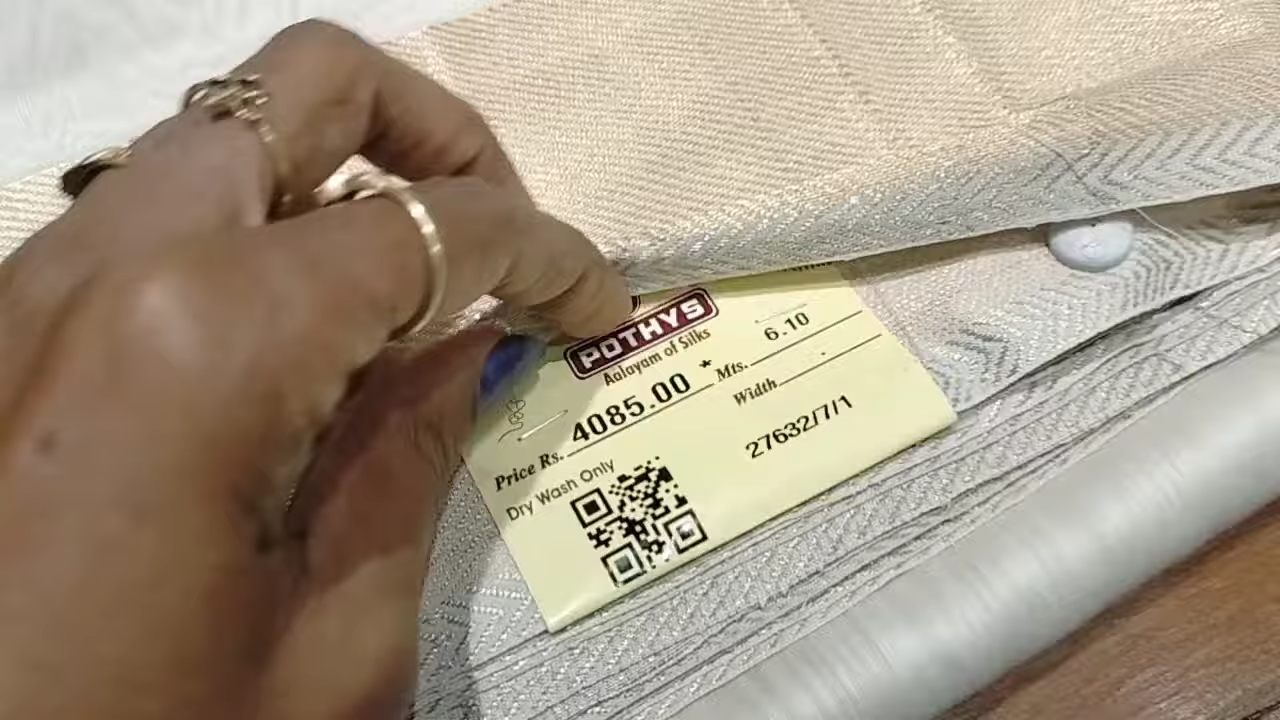 POTHYS
Aalayam of Silks
Price Rs. 4085.00 * Mts. 6.10
Width
Dry Wash Only
27632/7/1